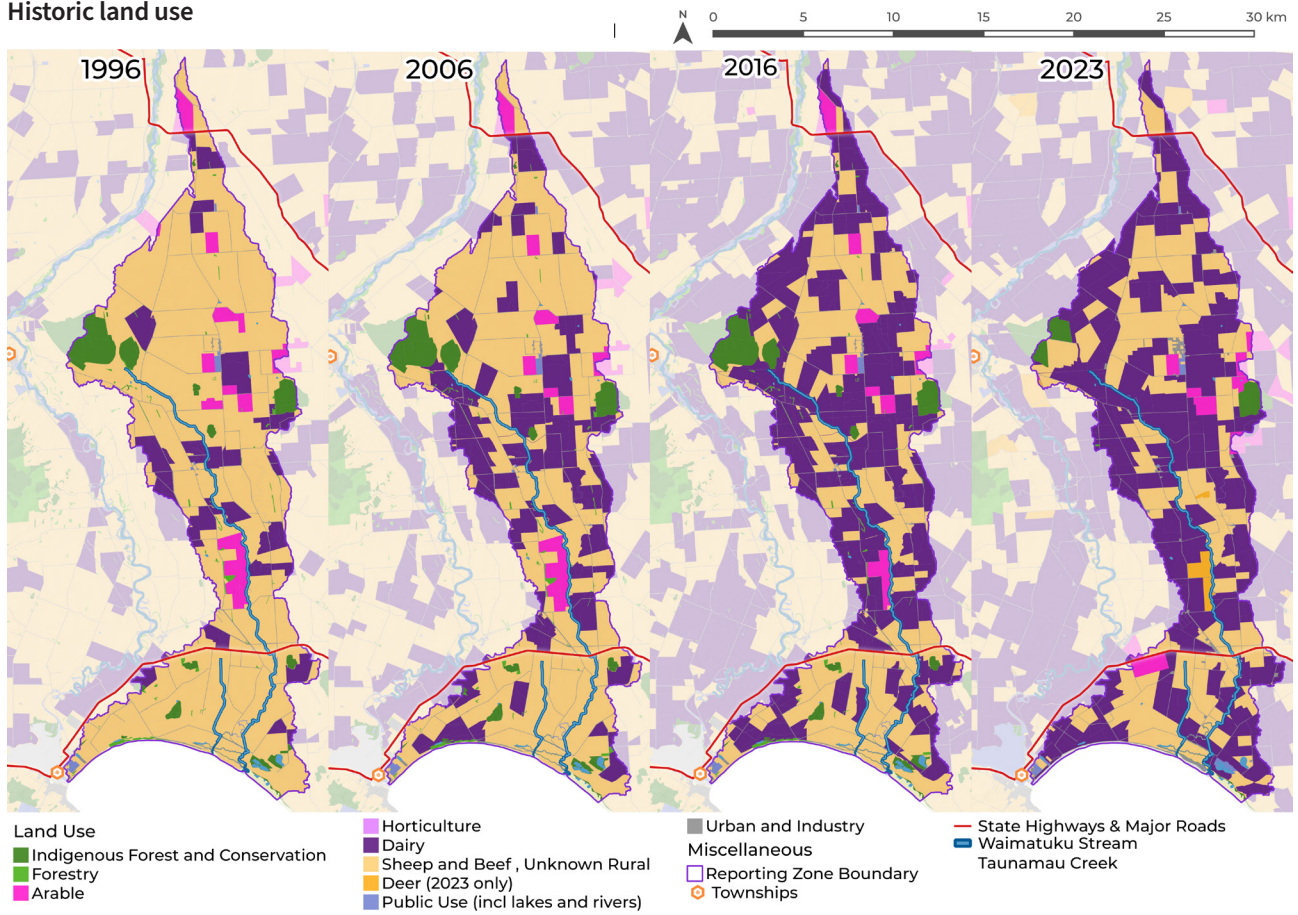 Historic land use
N
0 5 10 15 20 25 30 km
1996
2006
2016
2023
Land Use
Indigenous Forest and Conservation
Forestry
Arable
Horticulture
Dairy
Sheep and Beef , Unknown Rural
Deer (2023 only)
Public Use (incl lakes and rivers)
Urban and Industry
Miscellaneous
Reporting Zone Boundary
Townships
State Highways & Major Roads
Waimatuku Stream
Taunamau Creek